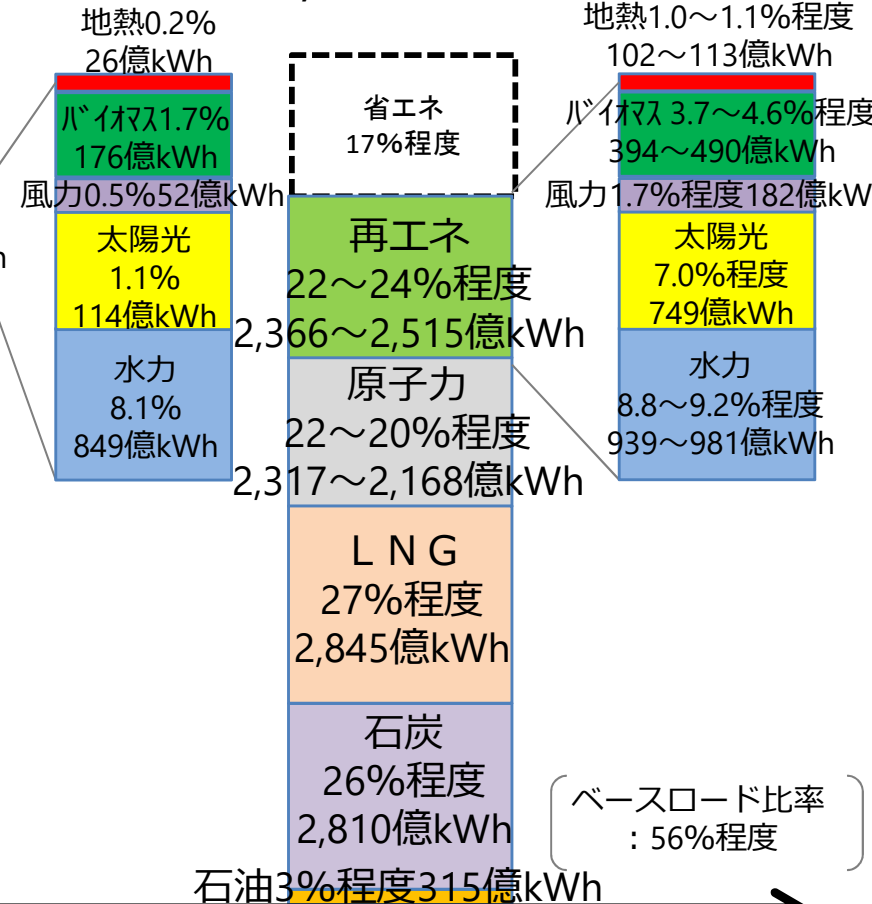 地熱0.2%
26億kWh
バイオマス1.7%
176億kWh
風力0.5%52億kWh
太陽光
1.1%
114億kWh
水力
8.1%
849億kWh
省エネ
17%程度
再エネ
22～24%程度
2,366～2,515億kWh
原子力
22～20%程度
2,317～2,168億kWh
ＬＮＧ
27%程度
2,845億kWh
石炭
26%程度
2,810億kWh
石油3%程度315億kWh
地熱1.0～1.1%程度
102～113億kWh
バイオマス 3.7～4.6%程度
394～490億kWh
風力1.7%程度182億kW
太陽光
7.0%程度
749億kWh
水力
8.8～9.2%程度
939～981億kWh
ベースロード比率
：56%程度